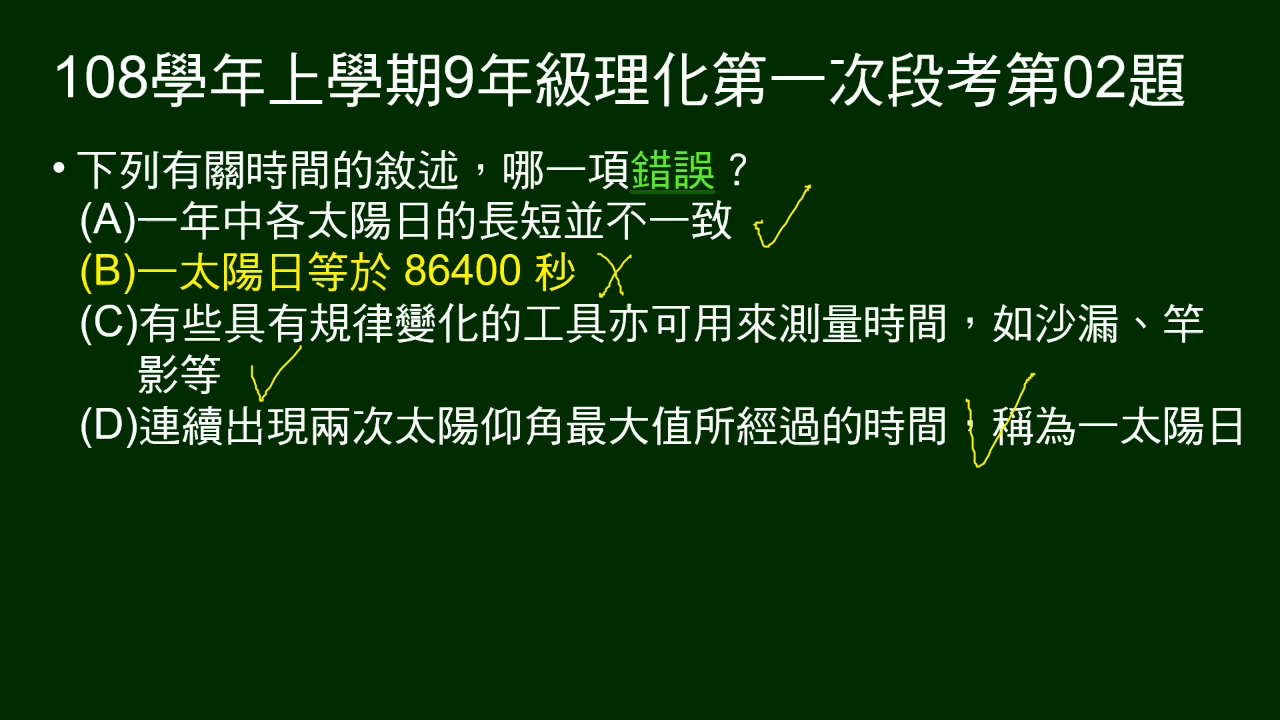 108學年上學期9年級理化第一次段考第02題
• 下列有關時間的敘述，哪一項錯誤？
(A)一年中各太陽日的長短並不一致
(B)一太陽日等於 86400 秒
(C)有些具有規律變化的工具亦可用來測量時間，如沙漏、竿
影等
(D)連續出現兩次太陽仰角最大值所經過的時間，稱為一太陽日